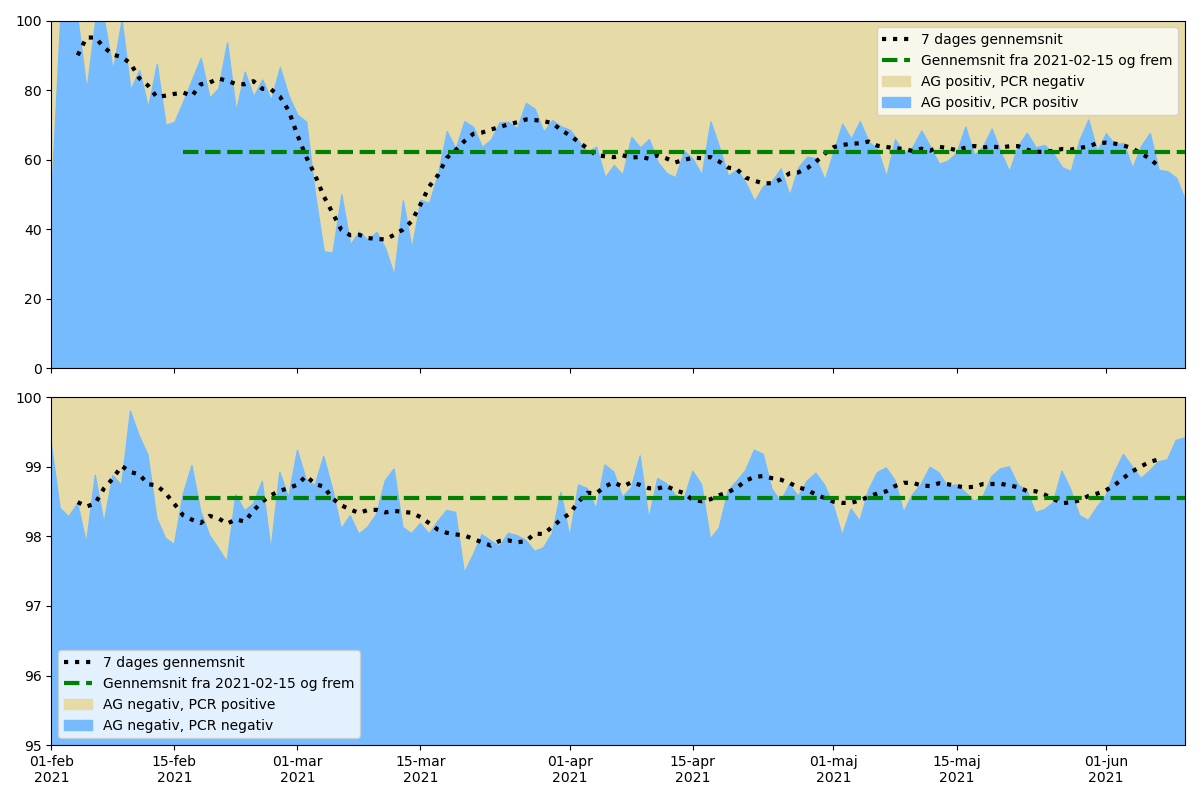 100
80
60
40
20
0
7 dages gennemsnit
Gennemsnit fra 2021-02-15 og frem
AG positiv, PCR negativ
AG positiv, PCR positiv
100
99
98
97
96
95
7 dages gennemsnit
Gennemsnit fra 2021-02-15 og frem
AG negativ, PCR positive
AG negativ, PCR negativ
01-feb 15-feb 01-mar 15-mar 01-apr 15-apr 01-maj 15-maj 01-jun
2021 2021 2021 2021 2021 2021 2021 2021 2021